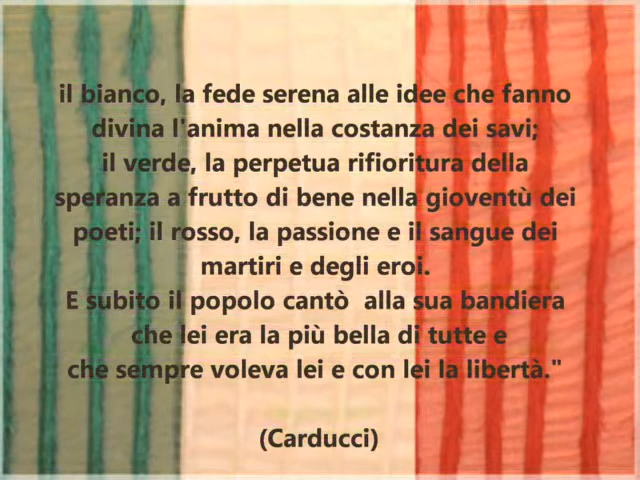 il bianco, la fede serena alle idee che fanno
divina l'anima nella costanza dei savi;
il verde, la perpetua rifioritura della
speranza a frutto di bene nella gioventù dei
poeti; il rosso, la passione e il sangue dei
martiri e degli eroi.
E subito il popolo cantò  alla sua bandiera
che lei era la più bella di tutte e
che sempre voleva lei e con lei la libertà."
(Carducci)